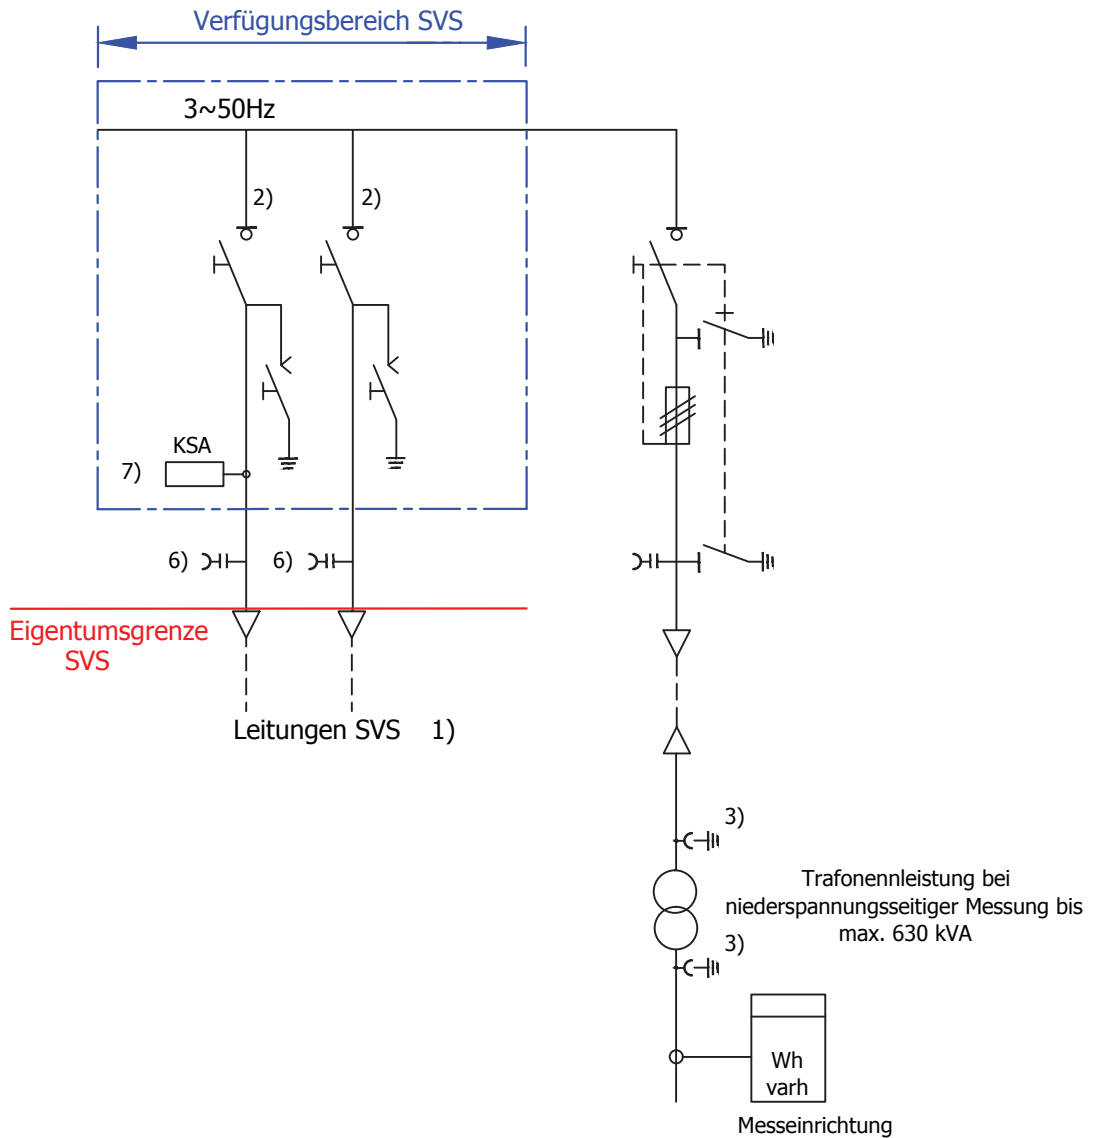 Verfügungsbereich SVS
3~50Hz
2)
2)
KSA
7)
6)
6)
Eigentumsgrenze
SVS
Leitungen SVS 1)
3)
Trafonennleistung bei
niederspannungsseitiger Messung bis
max. 630 kVA
3)
Wh
varh
Messeinrichtung